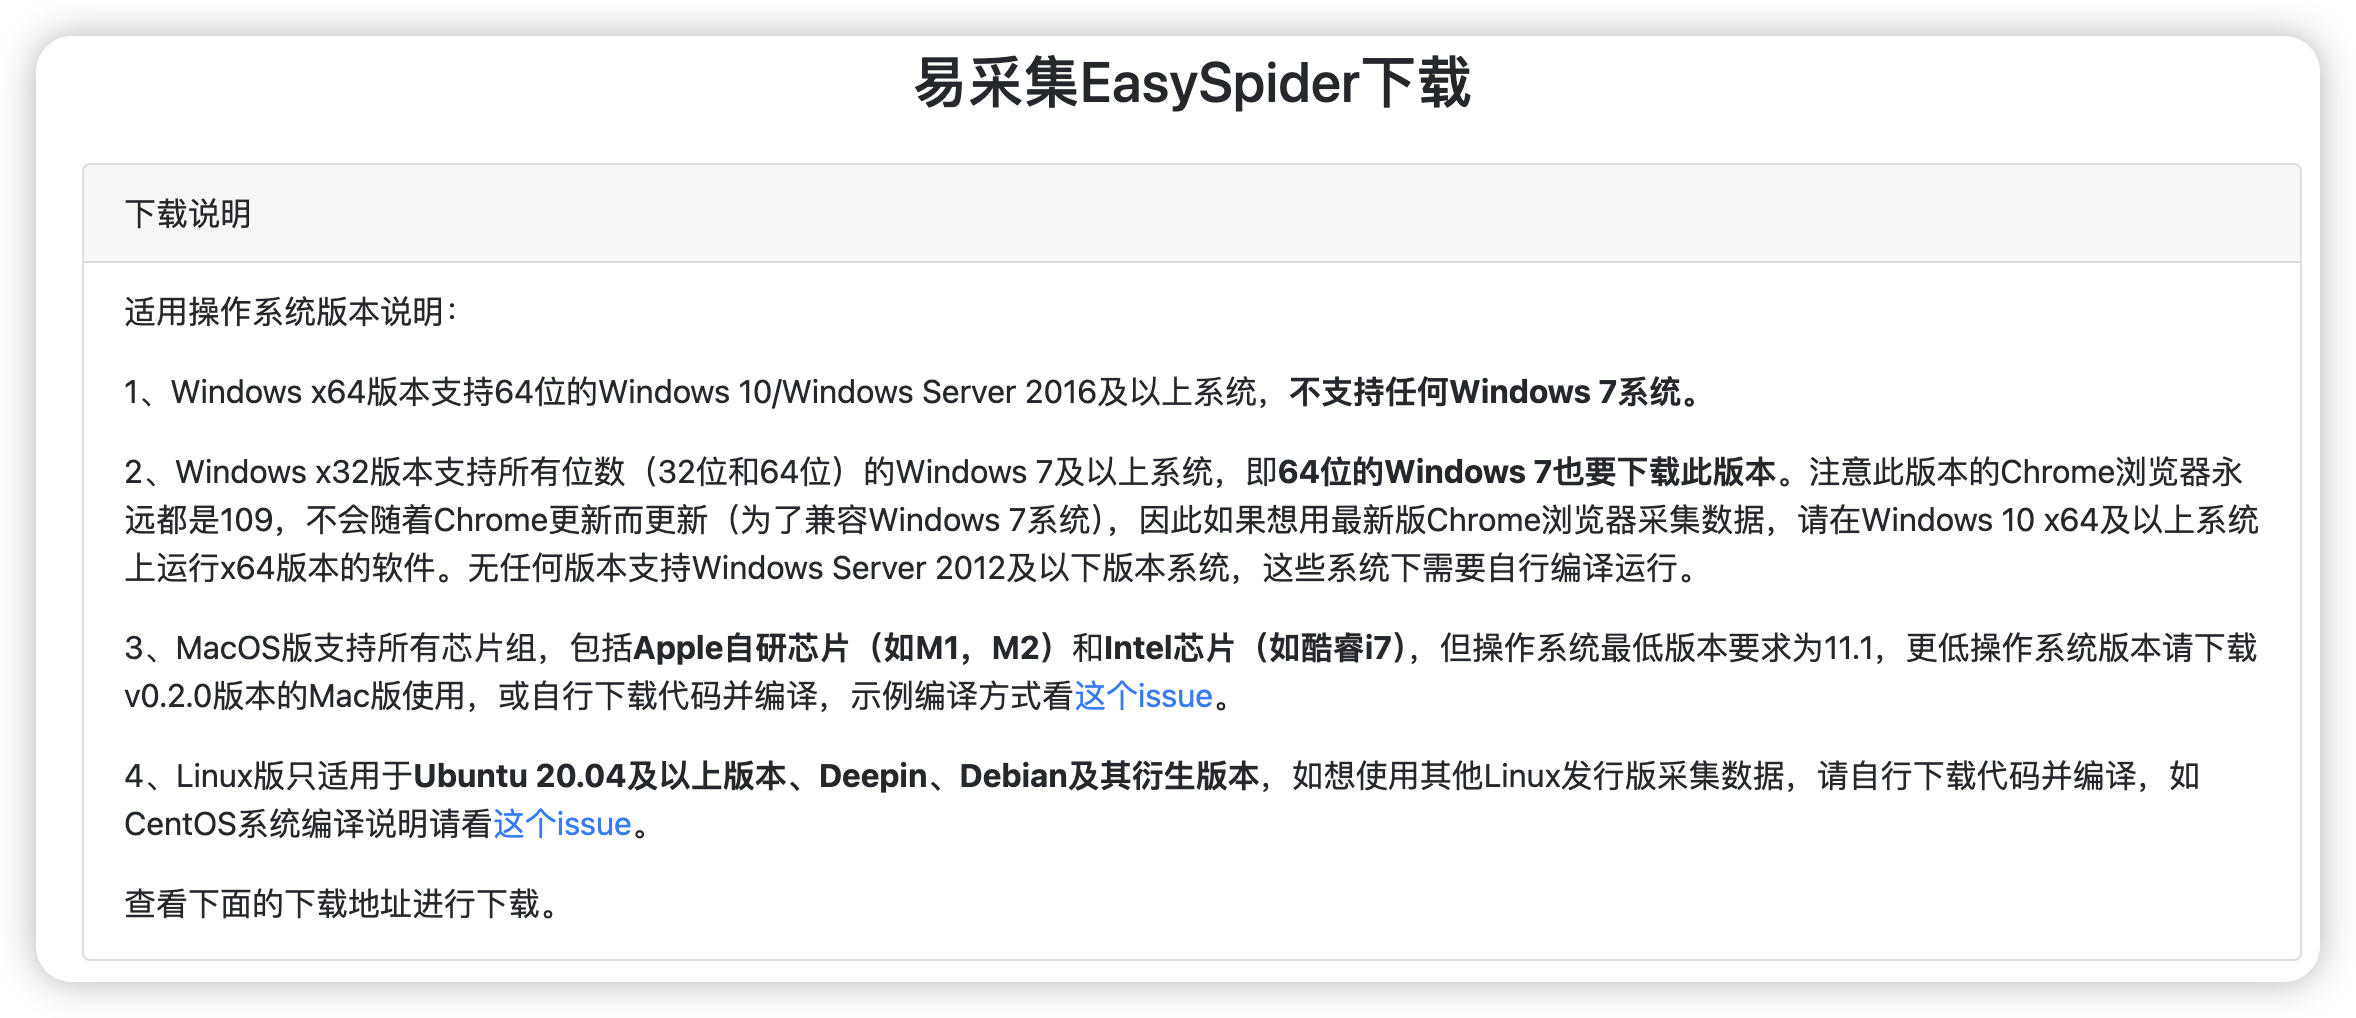 易采集EasySpider下载
下载说明
适用操作系统版本说明：
1、Windows x64版本支持64位的Windows 10/Windows Server 2016及以上系统，不支持任何Windows 7系统。
2、Windows x32版本支持所有位数（32位和64位）的Windows 7及以上系统，即64位的Windows 7也要下载此版本。注意此版本的Chrome浏览器永
远都是109，不会随着Chrome更新而更新（为了兼容Windows 7系统），因此如果想用最新版Chrome浏览器采集数据，请在Windows 10 x64及以上系统
上运行x64版本的软件。无任何版本支持Windows Server 2012及以下版本系统，这些系统下需要自行编译运行。
3、MacOS版支持所有芯片组，包括Apple自研芯片（如M1，M2）和Intel芯片（如酷睿i7），但操作系统最低版本要求为11.1，更低操作系统版本请下载
v0.2.0版本的Mac版使用，或自行下载代码并编译，示例编译方式看这个issue。
4、Linux版只适用于Ubuntu 20.04及以上版本、Deepin、Debian及其衍生版本，如想使用其他Linux发行版采集数据，请自行下载代码并编译，如
CentOS系统编译说明请看这个issue。
查看下面的下载地址进行下载。